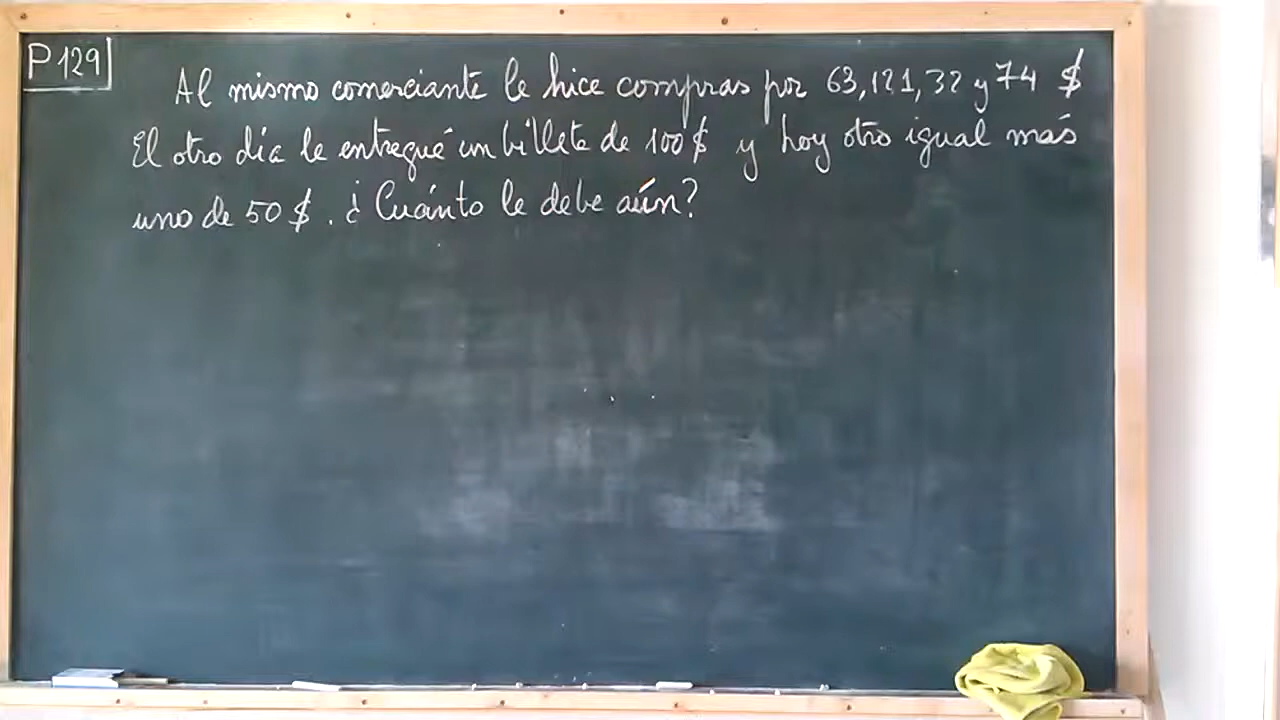 P129
Al mismo comerciante le hice compras por 63, 121, 32 y 74 $
El otro día le entregué un billete de 100 $ y hoy otro igual más
uno de 50 $. ¿Cuánto le debe aún?